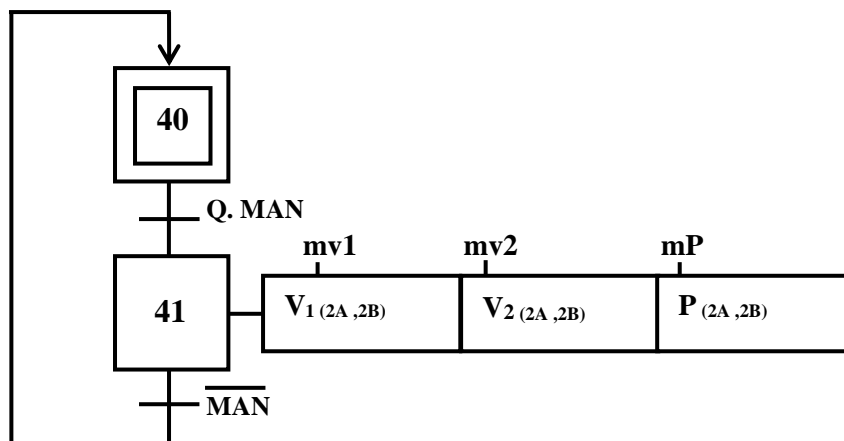 40
Q. MAN
mv1 mv2 mP
41 V1 (2A ,2B) V2 (2A ,2B) P (2A ,2B)
MAN